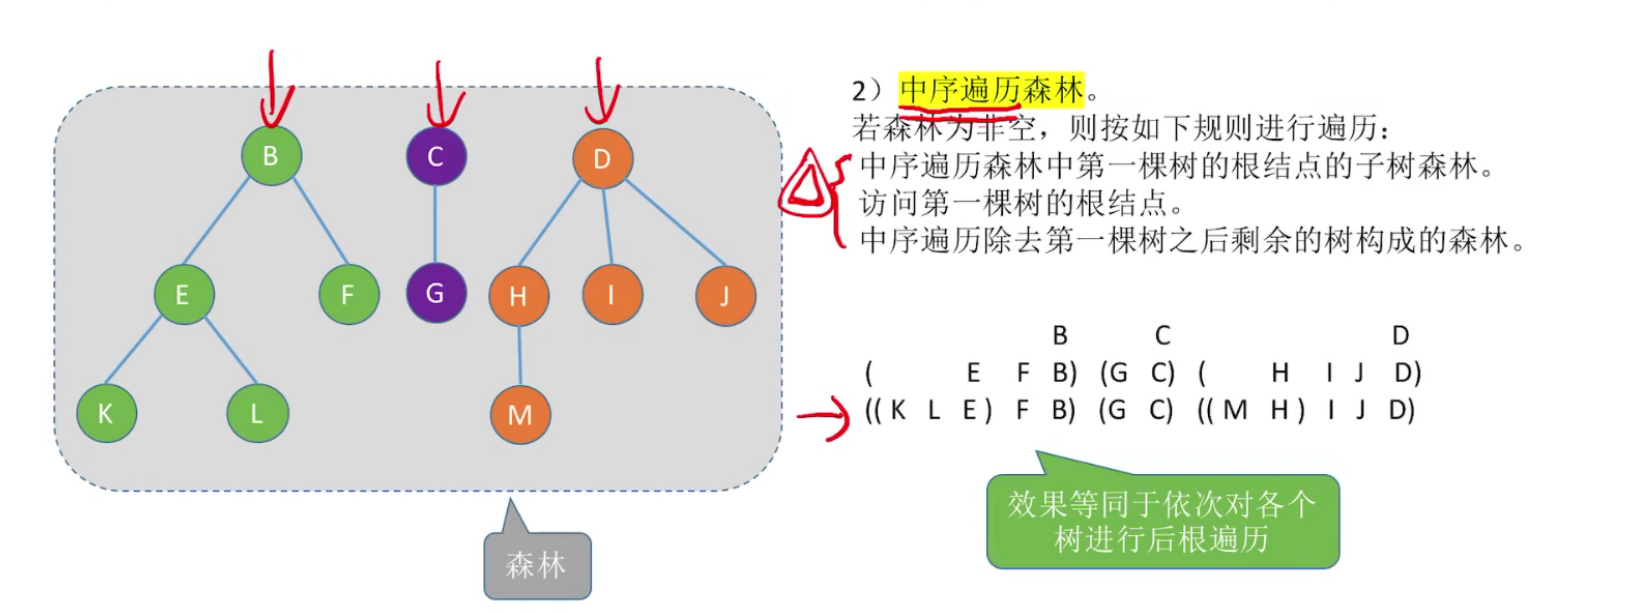 2）中序遍历森林。
若森林为非空，则按如下规则进行遍历：
中序遍历森林中第一棵树的根结点的子树森林。
访问第一棵树的根结点。
中序遍历除去第一棵树之后剩余的树构成的森林。
B C D
E F G H I J
K L M
B C D
( E F B) (G C) ( H I J D)
(( K L E ) F B) (G C) (( M H ) I J D)
效果等同于依次对各个
树进行后根遍历
森林